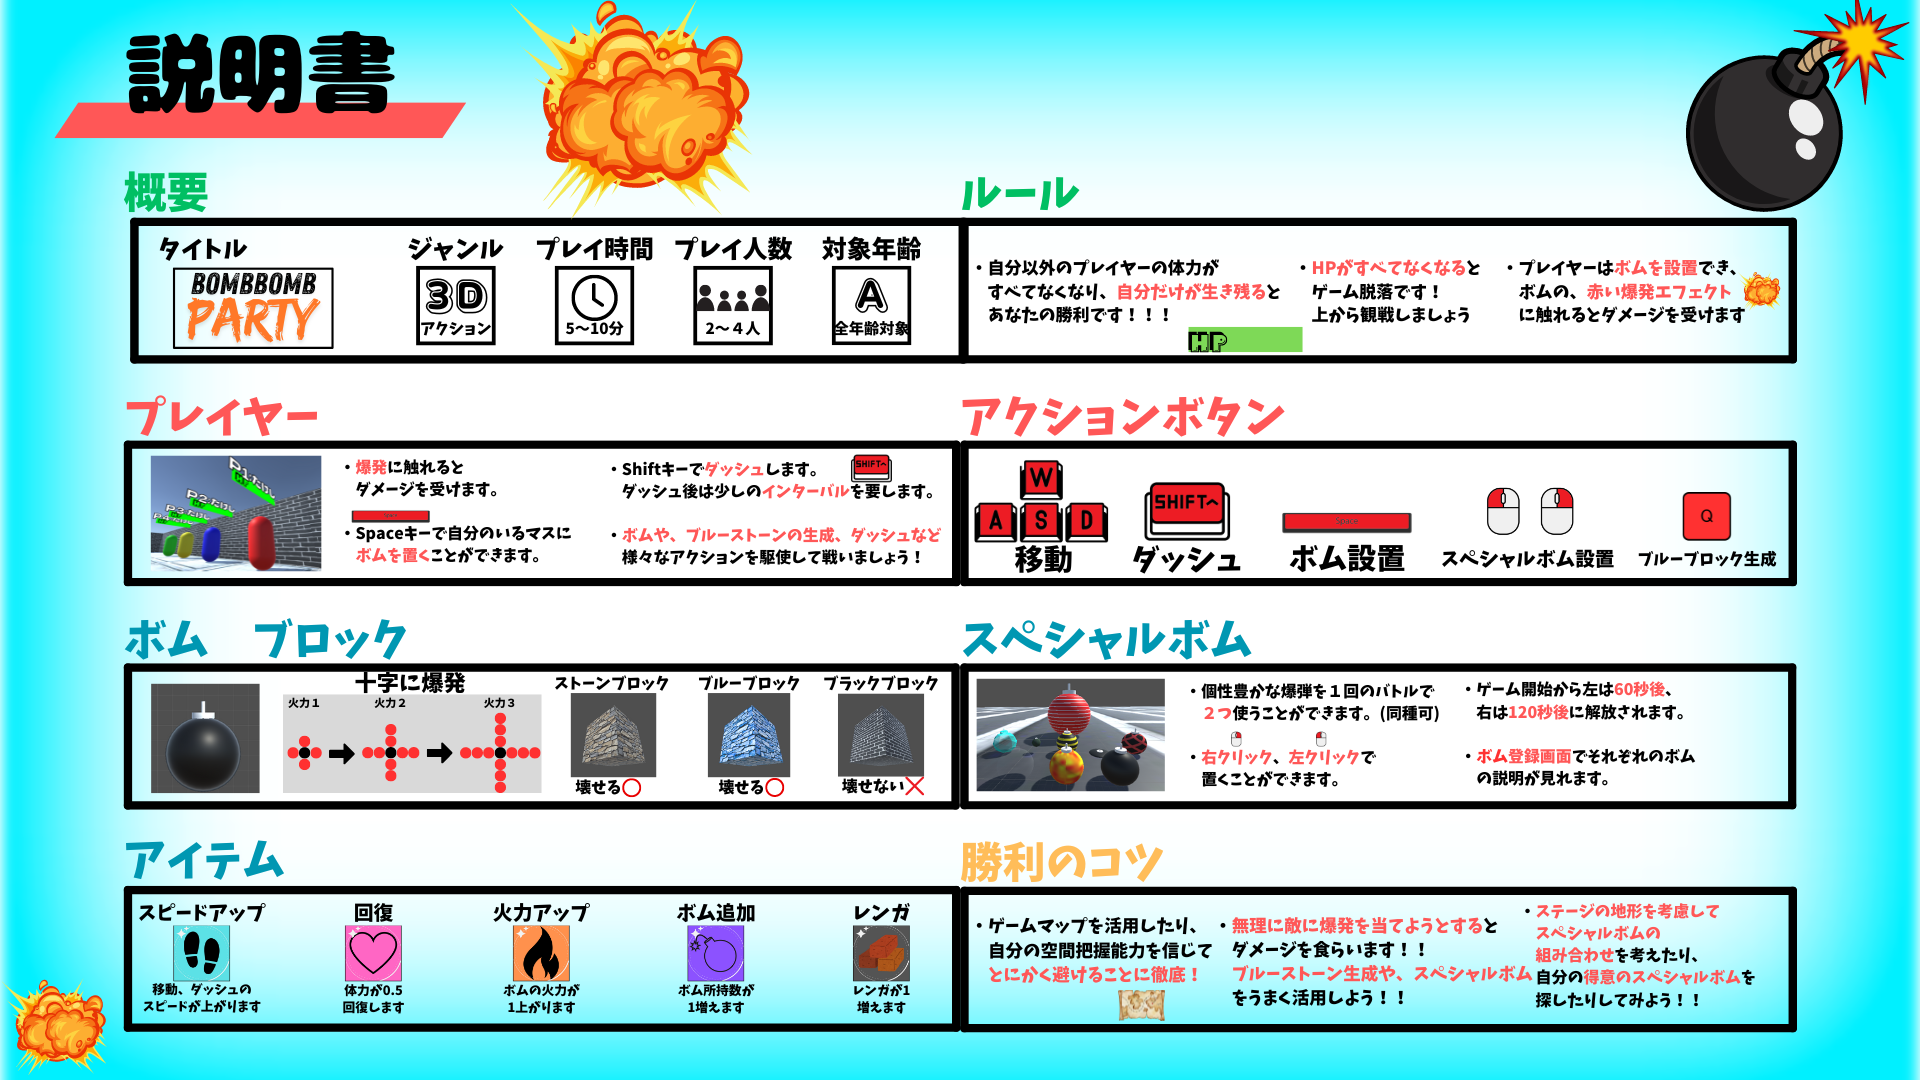 説明書
概要
タイトル
BOMBBOMB
PARTY
ジャンル
3D
アクション
プレイ時間
5〜10分
プレイ人数
2〜４人
対象年齢
A
全年齢対象
ルール
・自分以外のプレイヤーの体力が
すべてなくなり、自分だけが生き残ると
あなたの勝利です！！！
HP
・HPがすべてなくなると
ゲーム脱落です！
上から観戦しましょう
・プレイヤーはボムを設置でき、
ボムの、赤い爆発エフェクト
に触れるとダメージを受けます
プレイヤー
P1たけし
P2たけし
P3たけし
P4たけし
・爆発に触れると
ダメージを受けます。
Space
・Spaceキーで自分のいるマスに
ボムを置くことができます。
・Shiftキーでダッシュします。
SHIFTへ
ダッシュ後は少しのインターバルを要します。
・ボムや、ブルーストーンの生成、ダッシュなど
様々なアクションを駆使して戦いましょう！
アクションボタン
W
A S D
移動
SHIFTへ
ダッシュ
Space
ボム設置
スペシャルボム設置
Q
ブルーブロック生成
ボム　ブロック
十字に爆発
火力１
火力２
火力３
ストーンブロック
壊せる◯
ブルーブロック
壊せる◯
ブラックブロック
壊せない✕
スペシャルボム
・個性豊かな爆弾を１回のバトルで
２つ使うことができます。(同種可)
・右クリック、左クリックで
置くことができます。
・ゲーム開始から左は60秒後、
右は120秒後に解放されます。
・ボム登録画面でそれぞれのボム
の説明が見れます。
アイテム
スピードアップ
移動、ダッシュの
スピードが上がります
回復
体力が0.5
回復します
火力アップ
ボムの火力が
1上がります
ボム追加
ボム所持数が
1増えます
レンガ
レンガが1
増えます
勝利のコツ
・ゲームマップを活用したり、
自分の空間把握能力を信じて
とにかく避けることに徹底！
・無理に敵に爆発を当てようとすると
ダメージを食らいます！！
ブルーストーン生成や、スペシャルボム
をうまく活用しよう！！
・ステージの地形を考慮して
スペシャルボムの
組み合わせを考えたり、
自分の得意のスペシャルボムを
探したりしてみよう！！